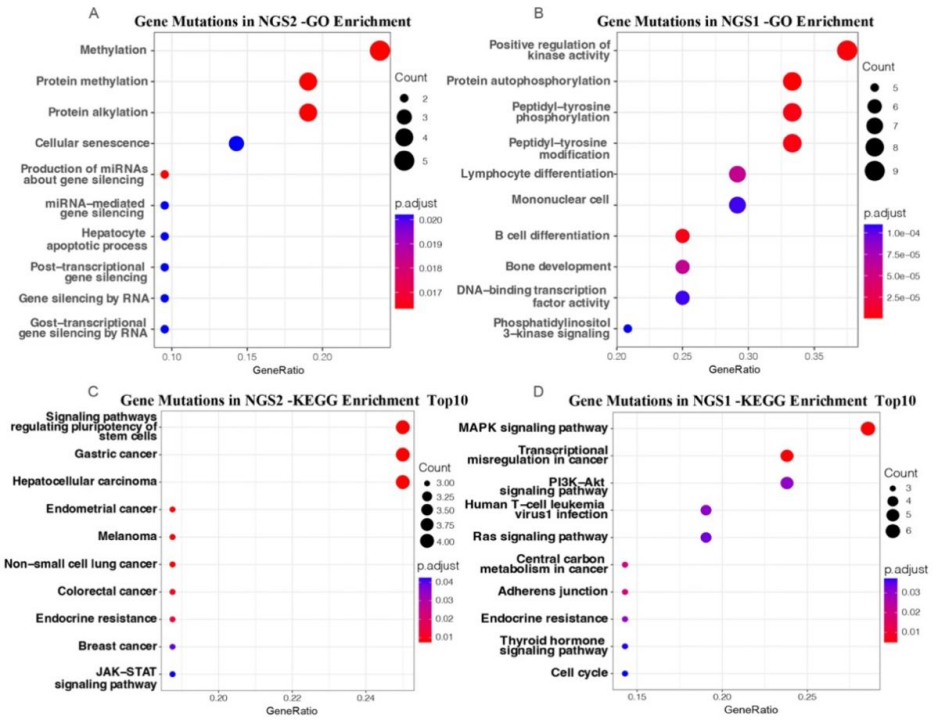 A
Gene Mutations in NGS2 -GO Enrichment
Methylation
Protein methylation
Protein alkylation
Cellular senescence
Production of miRNAs
about gene silencing
miRNA–mediated
gene silencing
Hepatocyte
apoptotic process
Post–transcriptional
gene silencing
Gene silencing by RNA
Gost–transcriptional
gene silencing by RNA
0.10
0.15
0.20
GeneRatio
Count
2
3
4
5
p.adjust
0.020
0.019
0.018
0.017
B
Gene Mutations in NGS1 -GO Enrichment
Positive regulation of
kinase activity
Protein autophosphorylation
Peptidyl–tyrosine
phosphorylation
Peptidyl–tyrosine
modification
Lymphocyte differentiation
Mononuclear cell
B cell differentiation
Bone development
DNA–binding transcription
factor activity
Phosphatidylinositol
3–kinase signaling
0.20
0.25
0.30
0.35
GeneRatio
Count
5
6
7
8
9
p.adjust
1.0e–04
7.5e–05
5.0e–05
2.5e–05
C
Gene Mutations in NGS2 -KEGG Enrichment Top10
Signaling pathways
regulating pluripotency of
stem cells
Gastric cancer
Hepatocellular carcinoma
Endometrial cancer
Melanoma
Non–small cell lung cancer
Colorectal cancer
Endocrine resistance
Breast cancer
JAK–STAT
signaling pathway
0.20
0.22
0.24
GeneRatio
Count
3.00
3.25
3.50
3.75
4.00
p.adjust
0.04
0.03
0.02
0.01
D
Gene Mutations in NGS1 -KEGG Enrichment Top10
MAPK signaling pathway
Transcriptional
misregulation in cancer
PI3K–Akt
signaling pathway
Human T–cell leukemia
virus1 infection
Ras signaling pathway
Central carbon
metabolism in cancer
Adherens junction
Endocrine resistance
Thyroid hormone
signaling pathway
Cell cycle
0.15
0.20
0.25
GeneRatio
Count
3
4
5
6
p.adjust
0.03
0.02
0.01